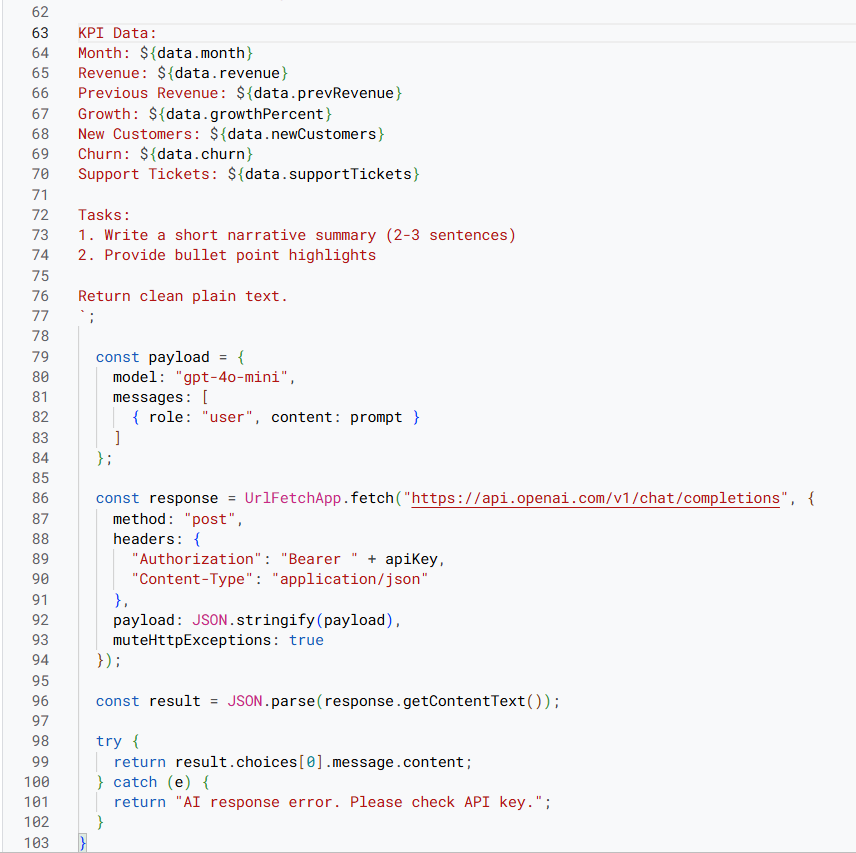 62
63 KPI Data:
64 Month: ${data.month}
65 Revenue: ${data.revenue}
66 Previous Revenue: ${data.prevRevenue}
67 Growth: ${data.growthPercent}
68 New Customers: ${data.newCustomers}
69 Churn: ${data.churn}
70 Support Tickets: ${data.supportTickets}
71
72 Tasks:
73 1. Write a short narrative summary (2-3 sentences)
74 2. Provide bullet point highlights
75
76 Return clean plain text.
77 `;
78
79   const payload = {
80     model: "gpt-4o-mini",
81     messages: [
82       { role: "user", content: prompt }
83     ]
84   };
85
86   const response = UrlFetchApp.fetch("https://api.openai.com/v1/chat/completions", {
87     method: "post",
88     headers: {
89       "Authorization": "Bearer " + apiKey,
90       "Content-Type": "application/json"
91     },
92     payload: JSON.stringify(payload),
93     muteHttpExceptions: true
94   });
95
96   const result = JSON.parse(response.getContentText());
97
98   try {
99     return result.choices[0].message.content;
100   } catch (e) {
101     return "AI response error. Please check API key.";
102   }
103 }